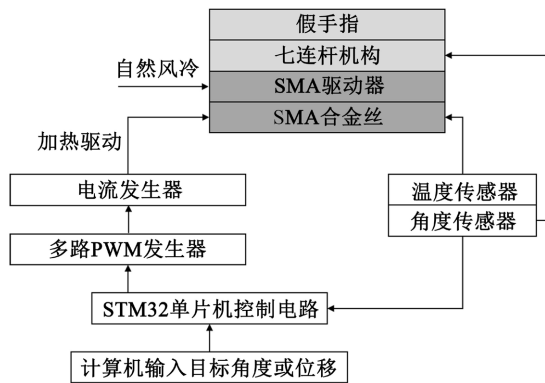 假手指
七连杆机构
自然风冷
SMA驱动器
SMA合金丝
加热驱动
电流发生器
温度传感器
角度传感器
多路PWM发生器
STM32单片机控制电路
计算机输入目标角度或位移